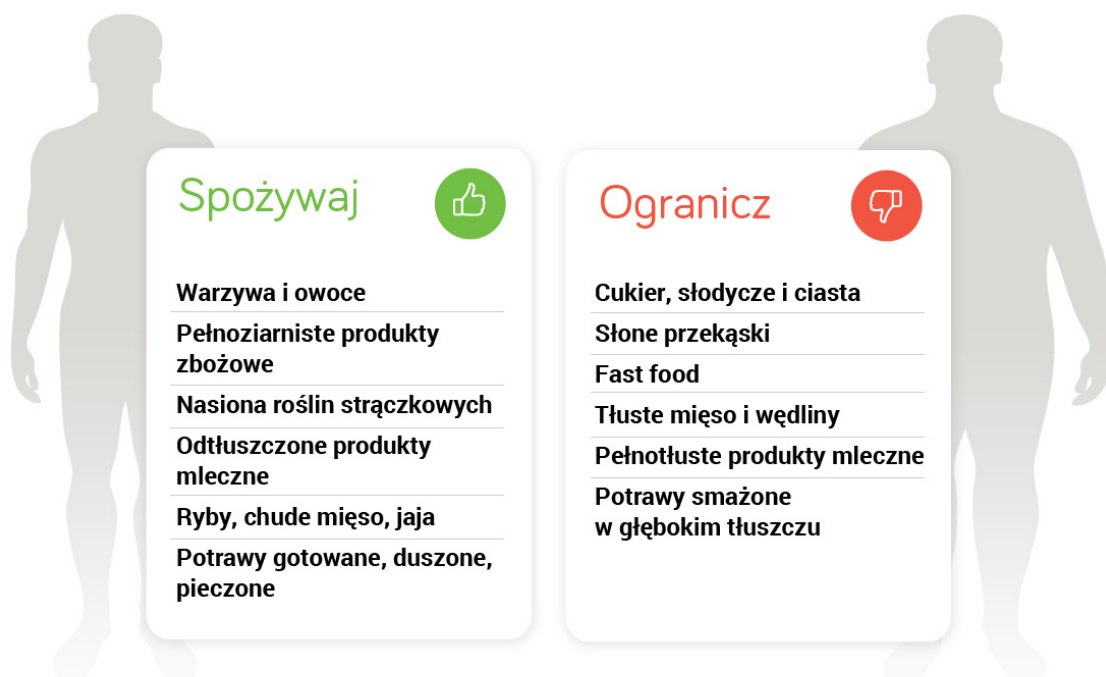 Spożywaj
Warzywa i owoce
Pełnoziarniste produkty
zbożowe
Nasiona roślin strączkowych
Odtłuszczone produkty
mleczne
Ryby, chude mięso, jaja
Potrawy gotowane, duszone,
pieczone
Ogranicz
Cukier, słodycze i ciasta
Słone przekąski
Fast food
Tłuste mięso i wędliny
Pełnotłuste produkty mleczne
Potrawy smażone
w głębokim tłuszczu